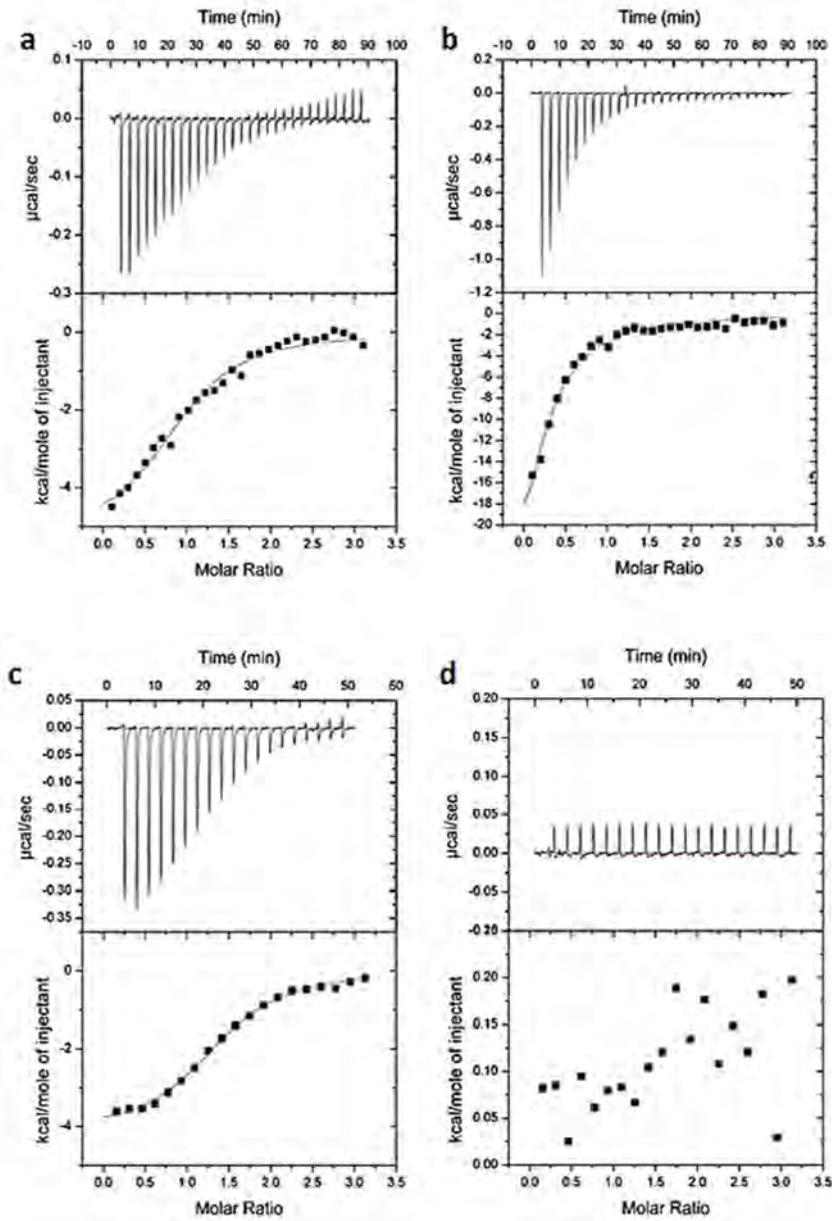 a
Time (min)
-10 0 10 20 30 40 50 60 70 80 90 100
0.1
0.0
-0.1
-0.2
-0.3
µcal/sec
0
-2
-4
kcal/mole of injectant
0.0 0.5 1.0 1.5 2.0 2.5 3.0 3.5
Molar Ratio
b
Time (min)
-10 0 10 20 30 40 50 60 70 80 90 100
0.2
0.0
-0.2
-0.4
-0.6
-0.8
-1.0
-1.2
µcal/sec
0
-2
-4
-6
-8
-10
-12
-14
-16
-18
-20
kcal/mole of injectant
0.0 0.5 1.0 1.5 2.0 2.5 3.0 3.5
Molar Ratio
c
Time (min)
0 10 20 30 40 50 60
0.05
0.00
-0.05
-0.10
-0.15
-0.20
-0.25
-0.30
-0.35
µcal/sec
0
-2
-4
kcal/mole of injectant
0.0 0.5 1.0 1.5 2.0 2.5 3.0 3.5
Molar Ratio
d
Time (min)
0 10 20 30 40 50
0.20
0.15
0.10
0.05
0.00
-0.05
µcal/sec
0.20
0.15
0.10
0.05
0.00
kcal/mole of injectant
0.0 0.5 1.0 1.5 2.0 2.5 3.0 3.5
Molar Ratio